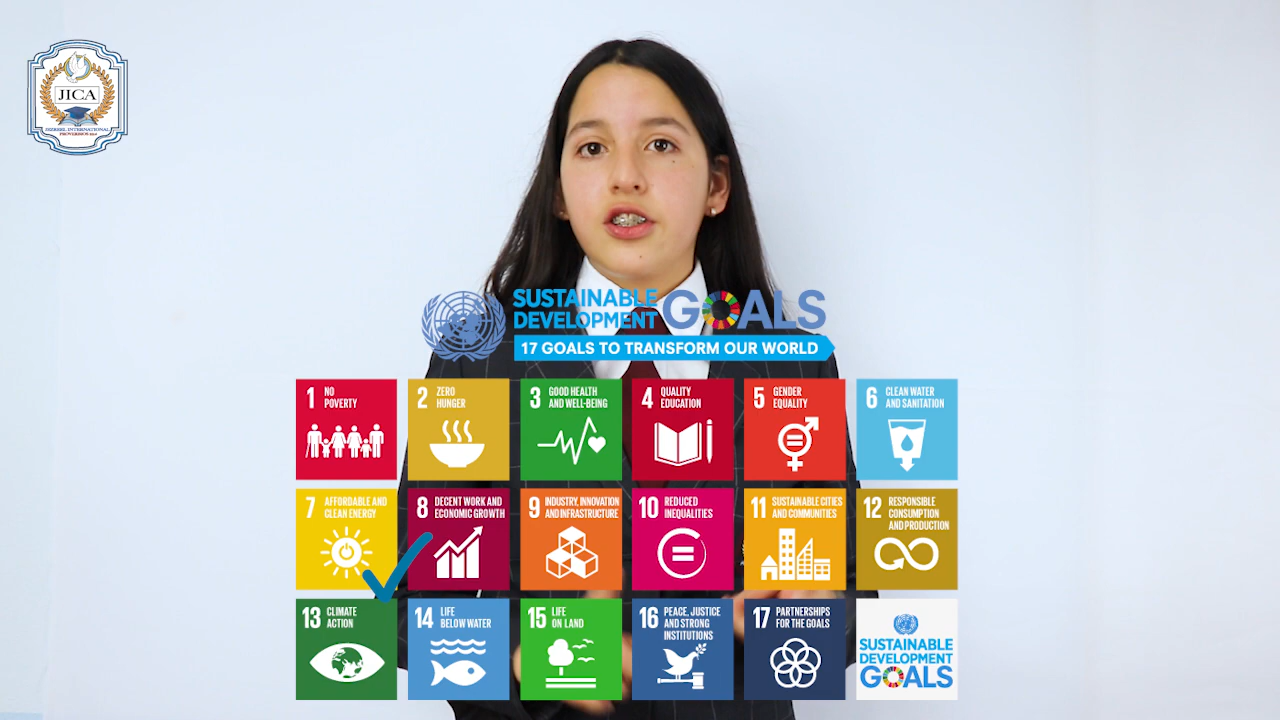 JICA
SUSTAINABLE
DEVELOPMENT
GOALS
17 GOALS TO TRANSFORM OUR WORLD
1 NO
POVERTY
2 ZERO
HUNGER
3 GOOD HEALTH
AND WELL-BEING
4 QUALITY
EDUCATION
5 GENDER
EQUALITY
6 CLEAN WATER
AND SANITATION
7 AFFORDABLE AND
CLEAN ENERGY
8 DECENT WORK AND
ECONOMIC GROWTH
9 INDUSTRY, INNOVATION
AND INFRASTRUCTURE
10 REDUCED
INEQUALITIES
11 SUSTAINABLE CITIES
AND COMMUNITIES
12 RESPONSIBLE
CONSUMPTION
AND PRODUCTION
13 CLIMATE
ACTION
14 LIFE
BELOW WATER
15 LIFE
ON LAND
16 PEACE, JUSTICE
AND STRONG
INSTITUTIONS
17 PARTNERSHIPS
FOR THE GOALS
SUSTAINABLE
DEVELOPMENT
GOALS